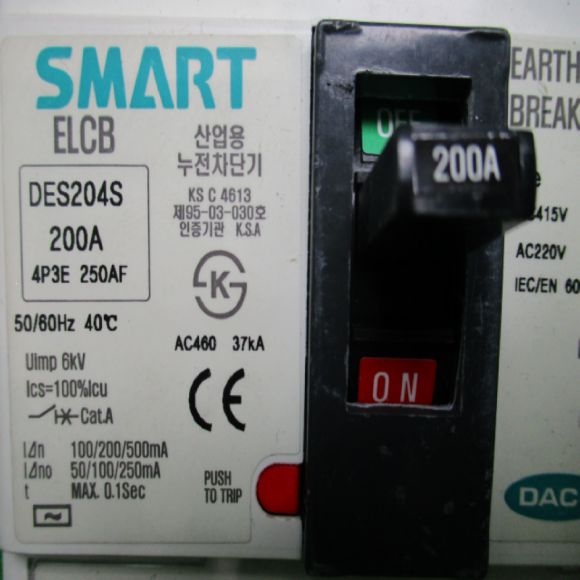 SMART
ELCB
산업용
누전차단기
DES204S
200A
4P3E 250AF
KS C 4613
제95-03-030호
인증기관 K.S.A
K
50/60Hz 40℃
AC460 37kA
Uimp 6kV
Ics=100%Icu
Cat.A
CE
IΔn 100/200/500mA
IΔno 50/100/250mA
t MAX. 0.1Sec
PUSH
TO TRIP
OFF
200A
ON
EARTH
BREAK
415V
AC220V
IEC/EN 60
DAC